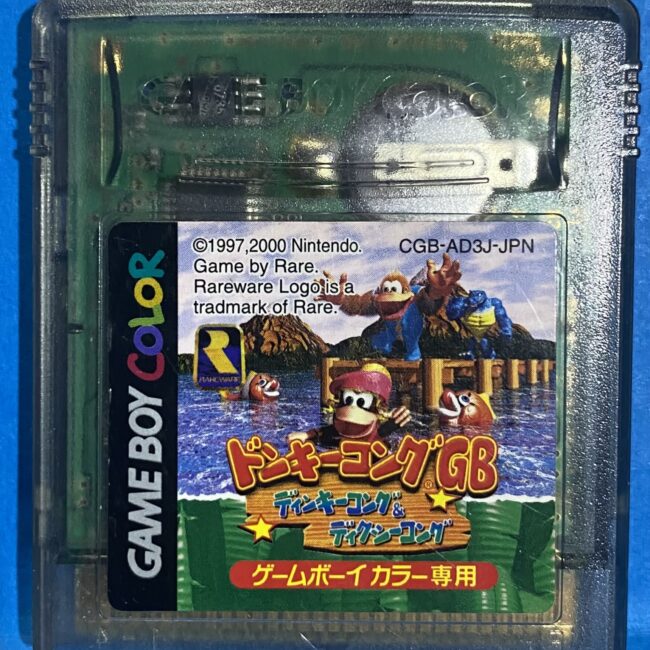 GAME BOY COLOR
©1997,2000 Nintendo.
CGB-AD3J-JPN
Game by Rare.
Rareware Logo is a
tradmark of Rare.
R
RAREWARE
GAME BOY COLOR
ドンキーコングGB
®
ディンキーコング
&
ディクシーコング
ゲームボーイ カラー専用